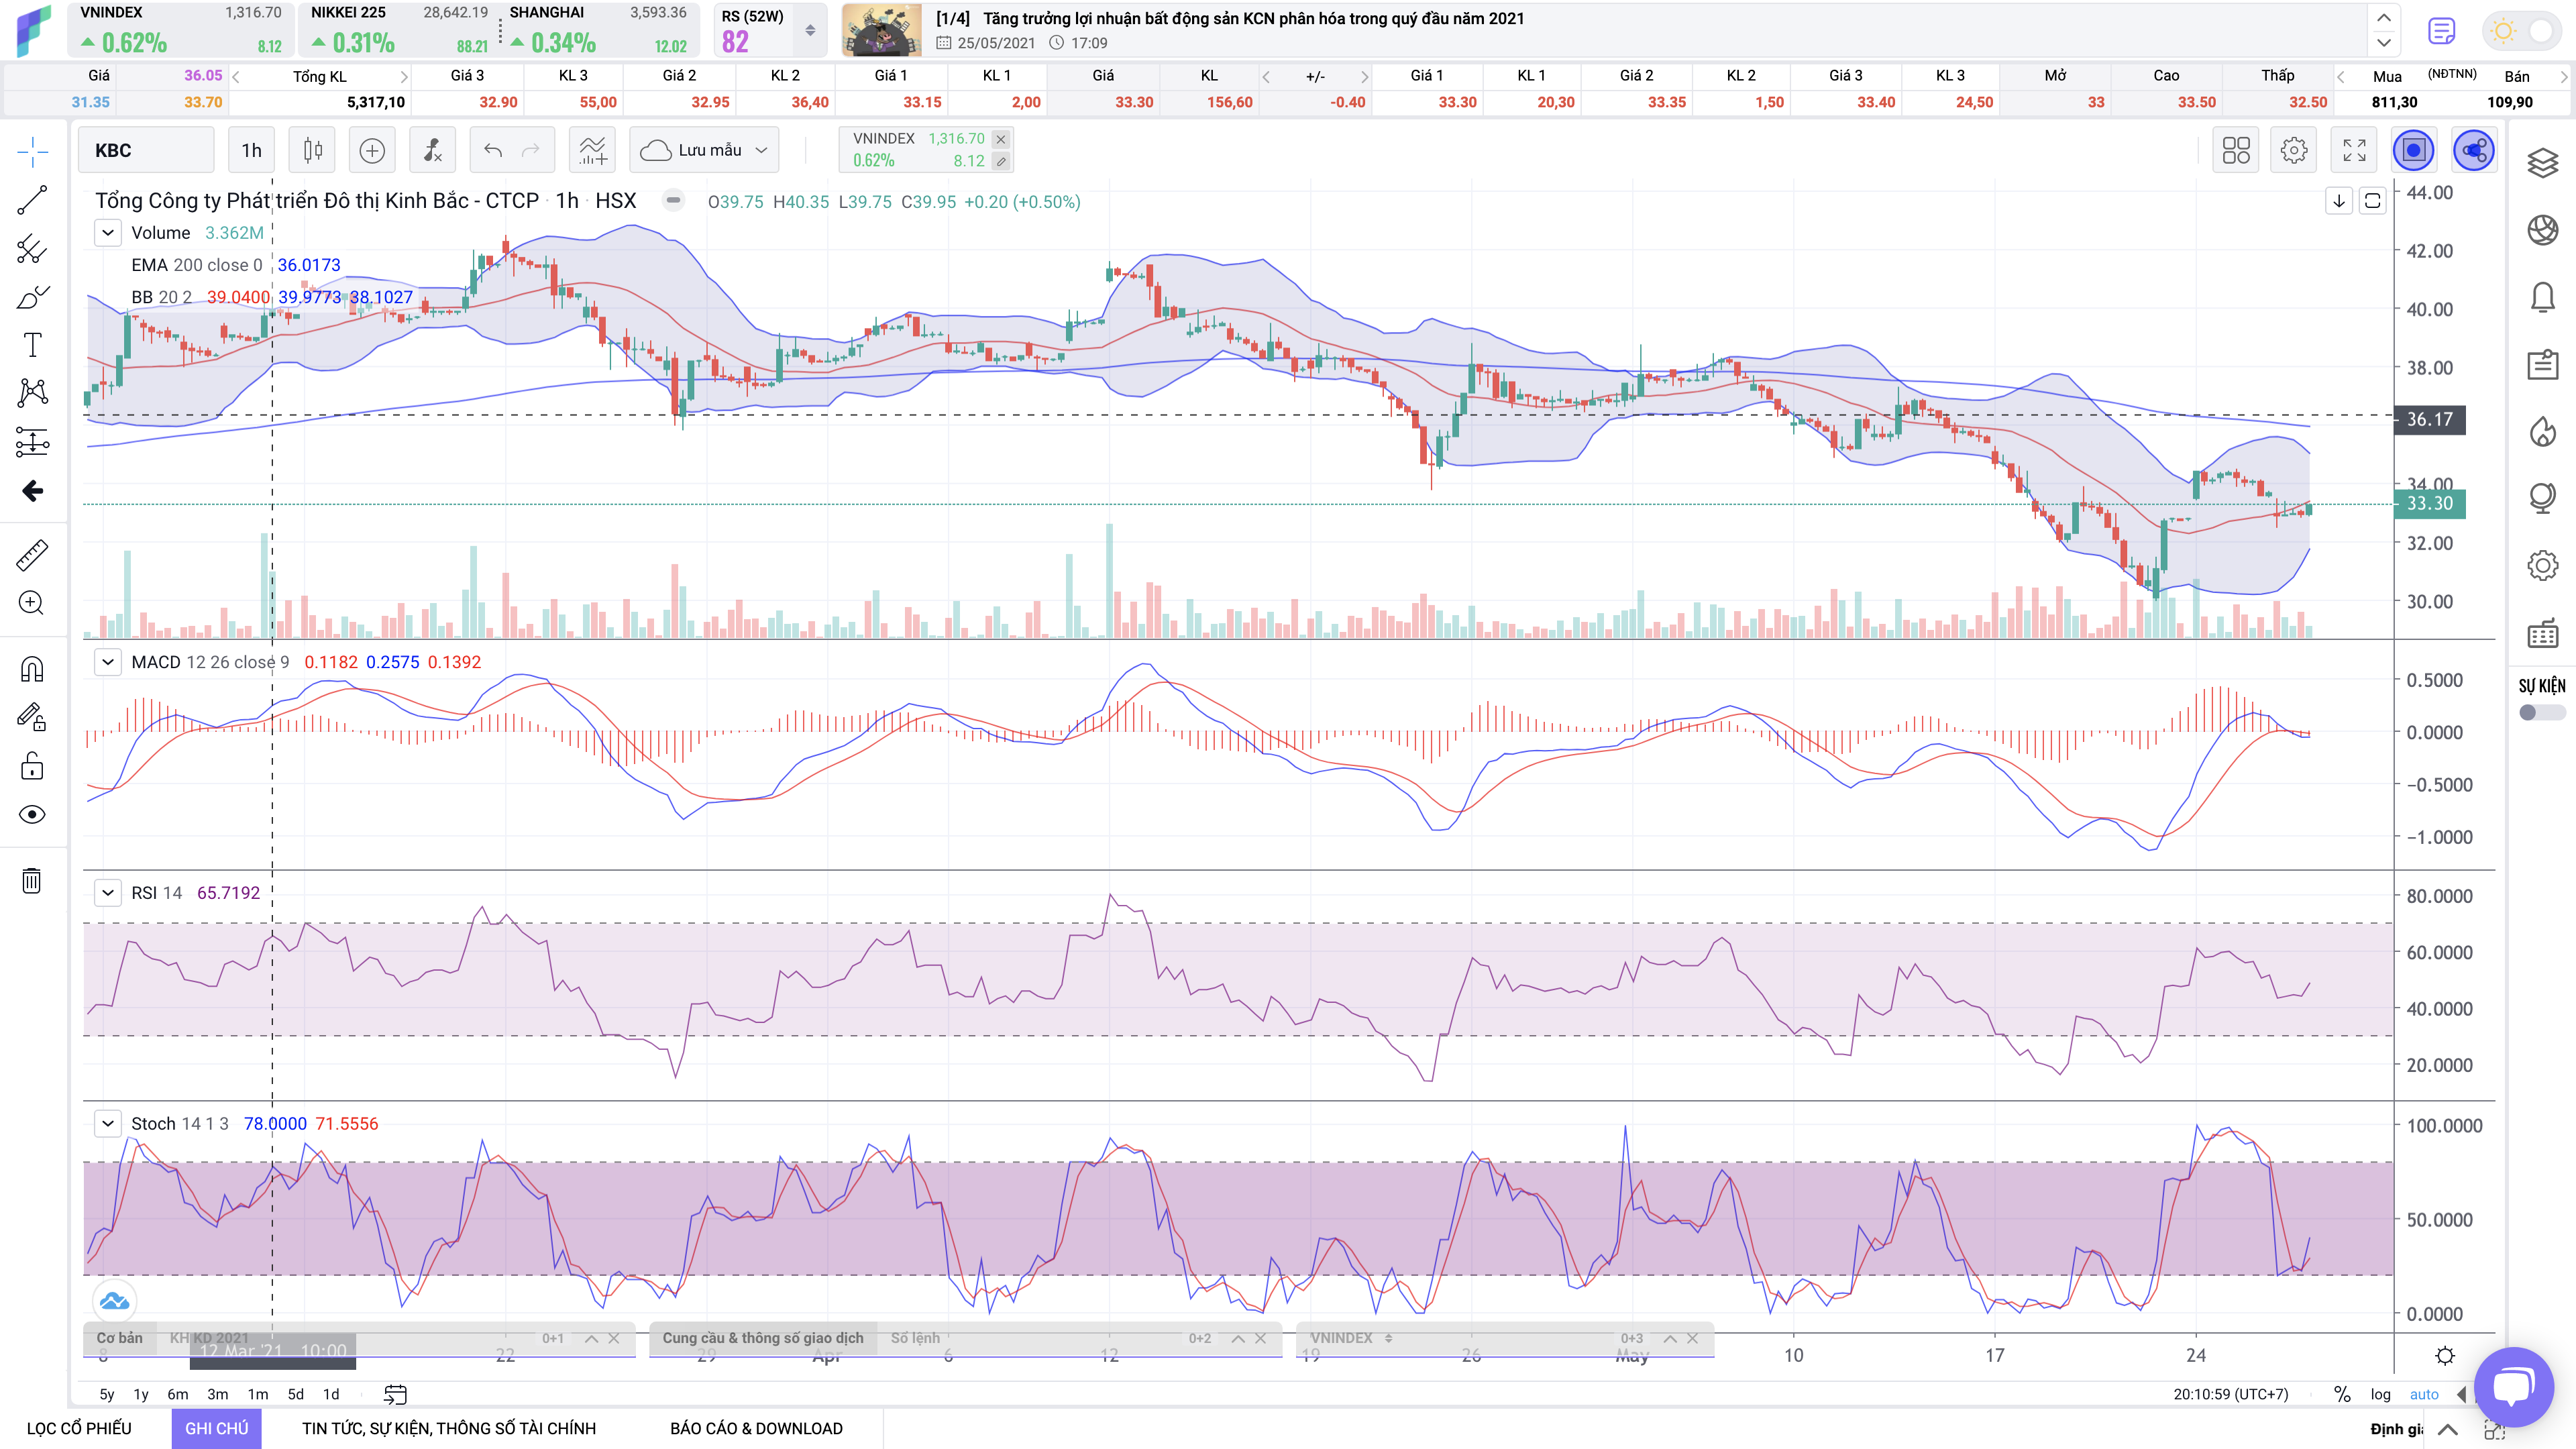 VNINDEX 1,316.70 NIKKEI 225 28,642.19 SHANGHAI 3,593.36 RS (52W) [1/4] Tăng trưởng lợi nhuận bất động sản KCN phân hóa trong quý đầu năm 2021
0.62% 8.12 0.31% 88.21 0.34% 12.02 82 25/05/2021 17:09
Giá 36.05 Tổng KL Giá 3 KL 3 Giá 2 KL 2 Giá 1 KL 1 Giá KL +/- Giá 1 KL 1 Giá 2 KL 2 Giá 3 KL 3 Mở Cao Thấp Mua (NĐTNN) Bán
31.35 33.70 5,317,10 32.90 55,00 32.95 36,40 33.15 2,00 33.30 156,60 -0.40 33.30 20,30 33.35 1,50 33.40 24,50 33 33.50 32.50 811,30 109,90
KBC 1h Lưu mẫu VNINDEX 1,316.70
0.62% 8.12
Tổng Công ty Phát triển Đô thị Kinh Bắc - CTCP · 1h · HSX O39.75 H40.35 L39.75 C39.95 +0.20 (+0.50%)
Volume 3.362M
EMA 200 close 0 36.0173
BB 20 2 39.0400 39.9773 38.1027
44.00
42.00
40.00
38.00
36.17
34.00
33.30
32.00
30.00
MACD 12 26 close 9 0.1182 0.2575 0.1392
0.5000
0.0000
−0.5000
−1.0000
SỰ KIỆN
RSI 14 65.7192
80.0000
60.0000
40.0000
20.0000
Stoch 14 1 3 78.0000 71.5556
100.0000
50.0000
0.0000
Cơ bản KHKD 2021 0+1 Cung cầu & thông số giao dịch Sổ lệnh 0+2 VNINDEX 0+3
8 12 Mar '21 10:00 22 29 Apr 6 12 19 26 May 10 17 24
5y 1y 6m 3m 1m 5d 1d 20:10:59 (UTC+7) % log auto
LỌC CỔ PHIẾU GHI CHÚ TIN TỨC, SỰ KIỆN, THÔNG SỐ TÀI CHÍNH BÁO CÁO & DOWNLOAD Định giá